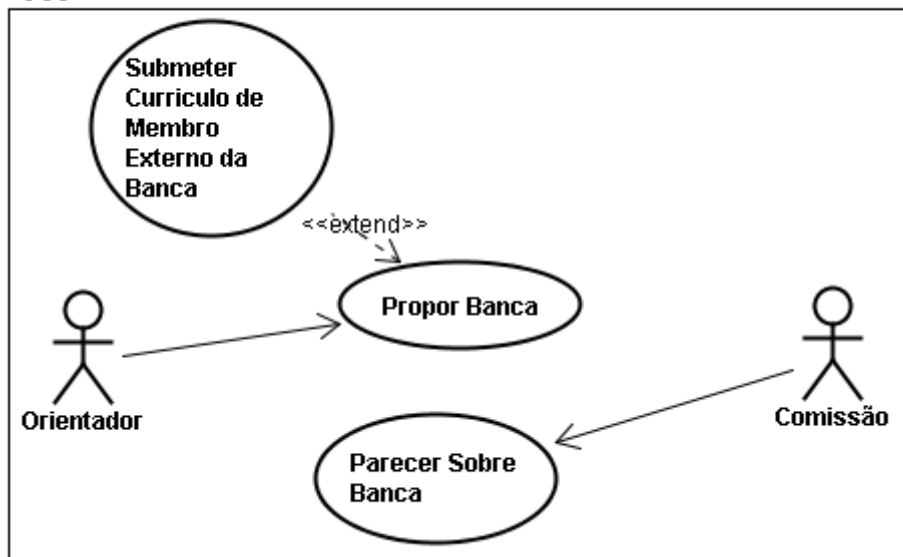 Submeter
Curriculo de
Membro
Externo da
Banca
<<extend>>
Propor Banca
Orientador
Comissão
Parecer Sobre
Banca